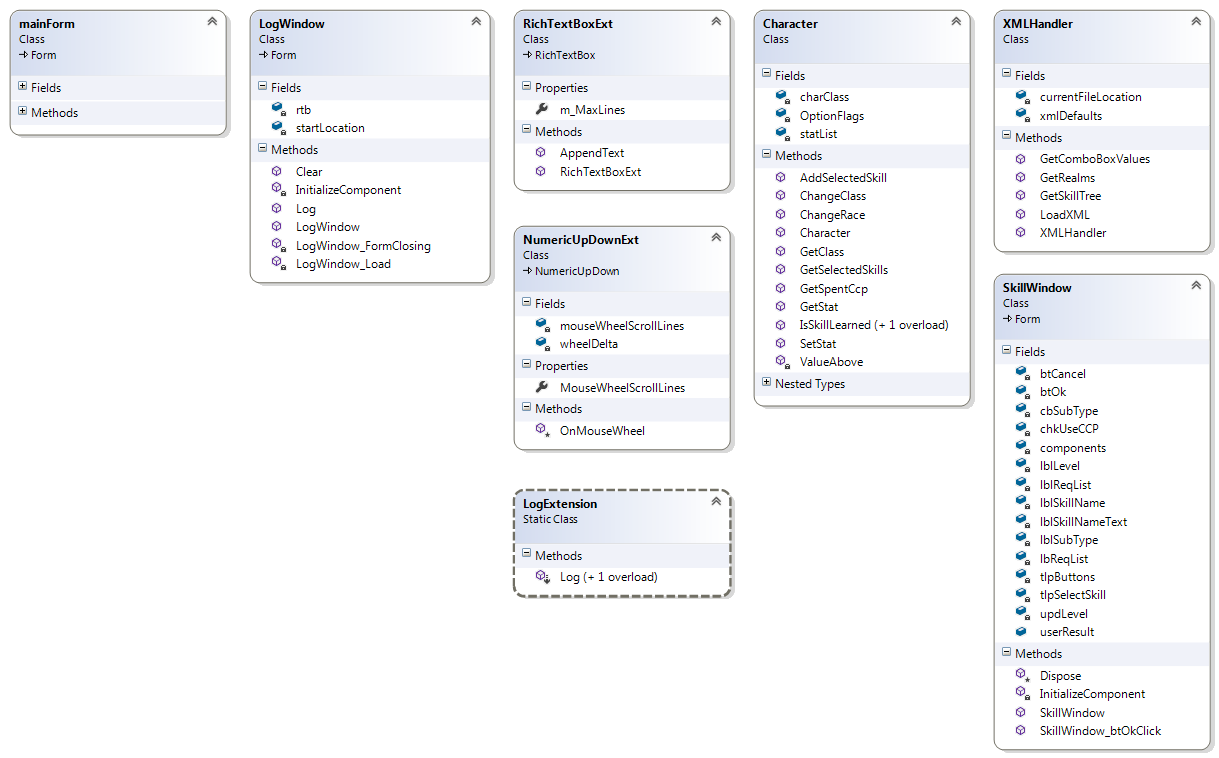 mainForm
Class
Form
Fields
Methods
LogWindow
Class
Form
Fields
rtb
startLocation
Methods
Clear
InitializeComponent
Log
LogWindow
LogWindow_FormClosing
LogWindow_Load
RichTextBoxExt
Class
RichTextBox
Properties
m_MaxLines
Methods
AppendText
RichTextBoxExt
NumericUpDownExt
Class
NumericUpDown
Fields
mouseWheelScrollLines
wheelDelta
Properties
MouseWheelScrollLines
Methods
OnMouseWheel
LogExtension
Static Class
Methods
Log (+ 1 overload)
Character
Class
Fields
charClass
OptionFlags
statList
Methods
AddSelectedSkill
ChangeClass
ChangeRace
Character
GetClass
GetSelectedSkills
GetSpentCcp
GetStat
IsSkillLearned (+ 1 overload)
SetStat
ValueAbove
Nested Types
XMLHandler
Class
Fields
currentFileLocation
xmlDefaults
Methods
GetComboBoxValues
GetRealms
GetSkillTree
LoadXML
XMLHandler
SkillWindow
Class
Form
Fields
btCancel
btOk
cbSubType
chkUseCCP
components
lblLevel
lblReqList
lblSkillName
lblSkillNameText
lblSubType
lbReqList
tlpButtons
tlpSelectSkill
updLevel
userResult
Methods
Dispose
InitializeComponent
SkillWindow
SkillWindow_btOkClick